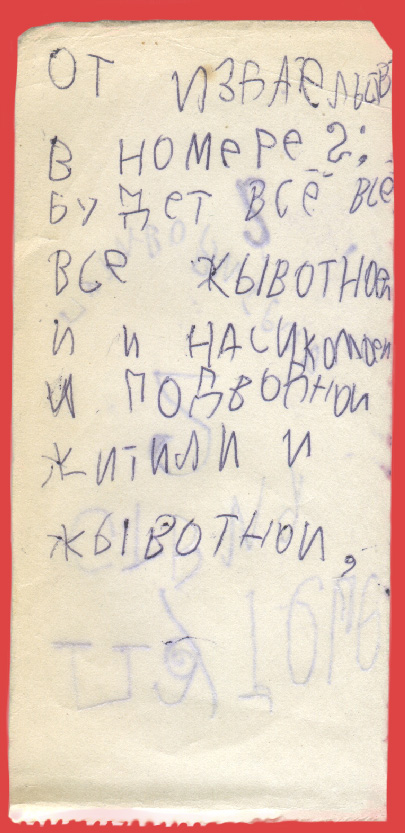 ОТ ИЗДАТЕЛЬСТВ
В НОМЕРЕ 2:
БУДЕТ ВСЁ ВСЁ
ВСЕ ЖЫВОТНОЕ
И И НАСИКОМОЕ
И ПОДВОДНОИ
ЖИТИЛИ И
ЖЫВОТНОИ,